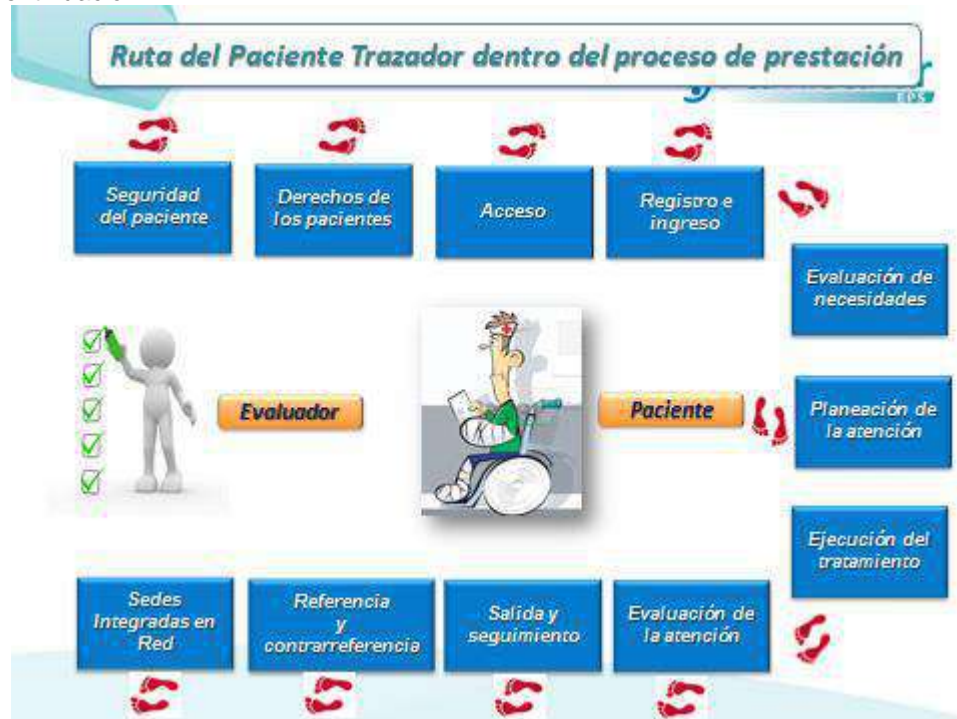 Ruta del Paciente Trazador dentro del proceso de prestación
EPS
Seguridad
del paciente
Derechos de
los pacientes
Acceso
Registro e
ingreso
Evaluación de
necesidades
Evaluador
Paciente
Planeación de
la atención
Ejecución del
tratamiento
Sedes
Integradas en
Red
Referencia
y
contrarreferencia
Salida y
seguimiento
Evaluación de
la atención